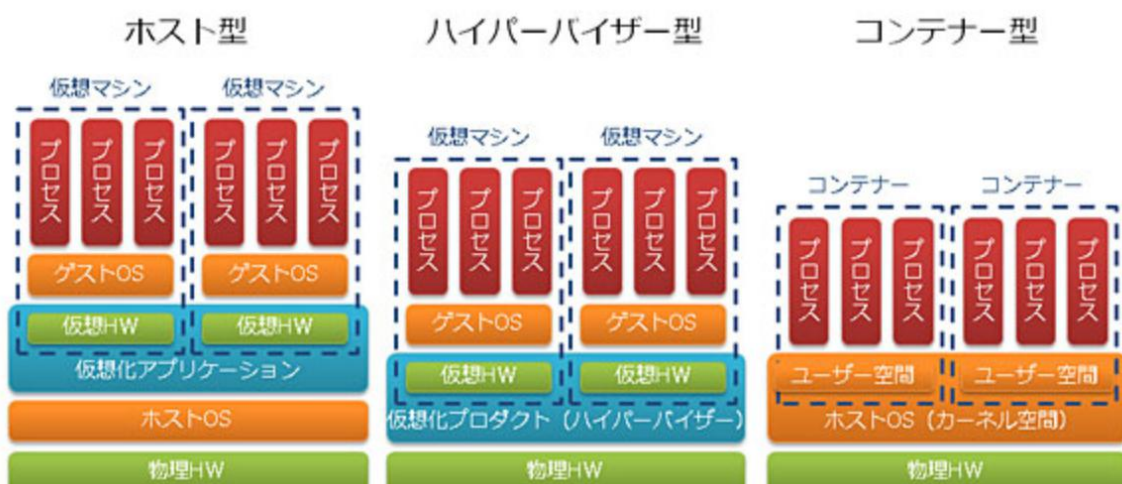 ホスト型
仮想マシン
仮想マシン
プロセス
プロセス
プロセス
プロセス
プロセス
プロセス
ゲストOS
ゲストOS
仮想HW
仮想HW
仮想化アプリケーション
ホストOS
物理HW
ハイパーバイザー型
仮想マシン
仮想マシン
プロセス
プロセス
プロセス
プロセス
プロセス
プロセス
ゲストOS
ゲストOS
仮想HW
仮想HW
仮想化プロダクト（ハイパーバイザー）
物理HW
コンテナー型
コンテナー
コンテナー
プロセス
プロセス
プロセス
プロセス
プロセス
プロセス
ユーザー空間
ユーザー空間
ホストOS（カーネル空間）
物理HW